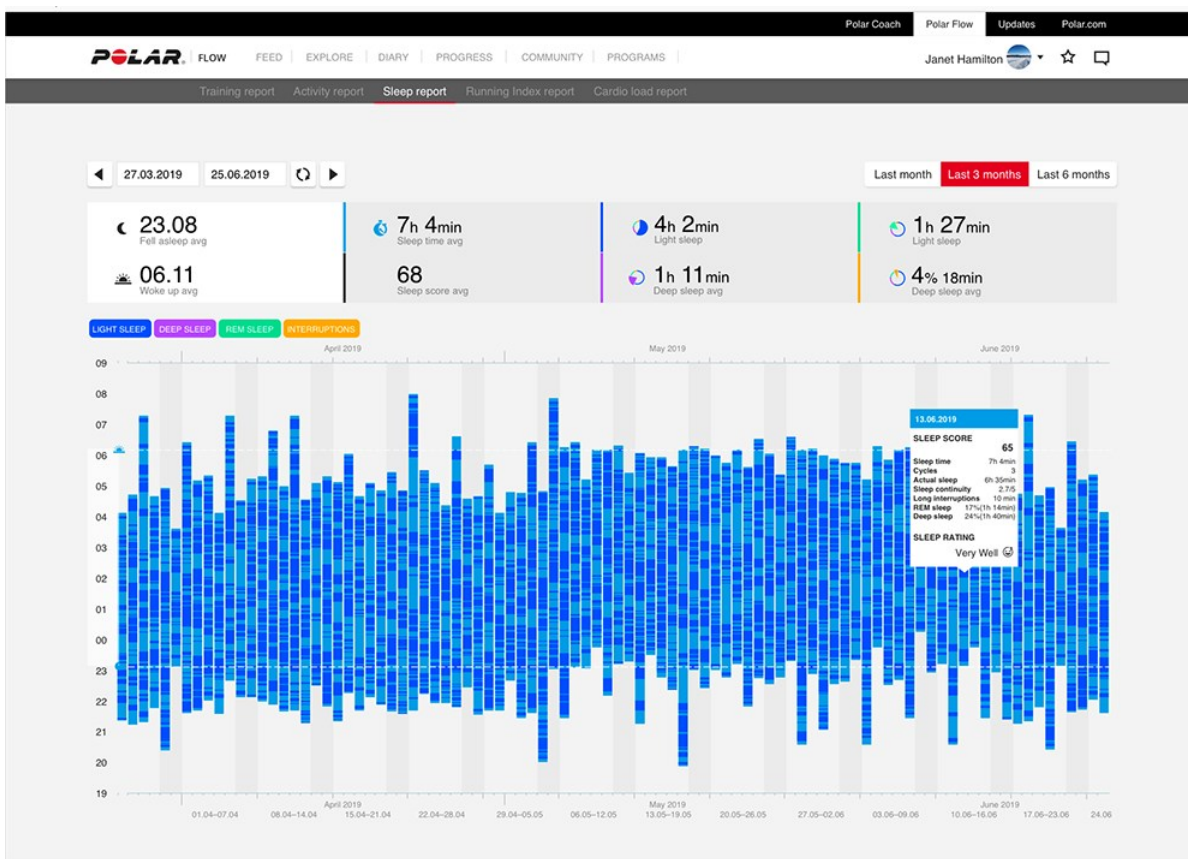 Polar Coach Polar Flow Updates Polar.com
POLAR. FLOW FEED EXPLORE DIARY PROGRESS COMMUNITY PROGRAMS Janet Hamilton
Training report Activity report Sleep report Running Index report Cardio load report
27.03.2019 25.06.2019 Last month Last 3 months Last 6 months
23.08
Fell asleep avg
7h 4min
Sleep time avg
4h 2min
Light sleep
1h 27min
Light sleep
06.11
Woke up avg
68
Sleep score avg
1h 11min
Deep sleep avg
4% 18min
Deep sleep avg
LIGHT SLEEP DEEP SLEEP REM SLEEP INTERRUPTIONS
April 2019 May 2019 June 2019
09
08
07
06
05
04
03
02
01
00
23
22
21
20
19
13.06.2019
SLEEP SCORE
65
Sleep time 7h 4min
Cycles 3
Actual sleep 6h 35min
Sleep continuity 2.7/5
Long interruptions 10 min
REM sleep 17%(1h 14min)
Deep sleep 24%(1h 40min)
SLEEP RATING
Very Well
April 2019 May 2019 June 2019
01.04–07.04 08.04–14.04 15.04–21.04 22.04–28.04 29.04–05.05 06.05–12.05 13.05–19.05 20.05–26.05 27.05–02.06 03.06–09.06 10.06–16.06 17.06–23.06 24.06